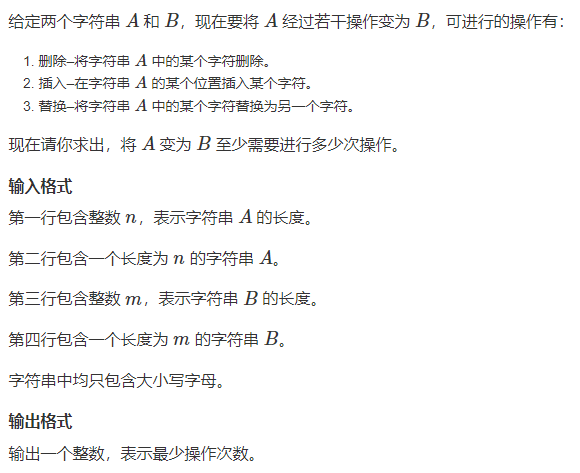 给定两个字符串 A 和 B，现在要将 A 经过若干操作变为 B，可进行的操作有：
1. 删除–将字符串 A 中的某个字符删除。
2. 插入–在字符串 A 的某个位置插入某个字符。
3. 替换–将字符串 A 中的某个字符替换为另一个字符。
现在请你求出，将 A 变为 B 至少需要进行多少次操作。
输入格式
第一行包含整数 n，表示字符串 A 的长度。
第二行包含一个长度为 n 的字符串 A。
第三行包含整数 m，表示字符串 B 的长度。
第四行包含一个长度为 m 的字符串 B。
字符串中均只包含大小写字母。
输出格式
输出一个整数，表示最少操作次数。